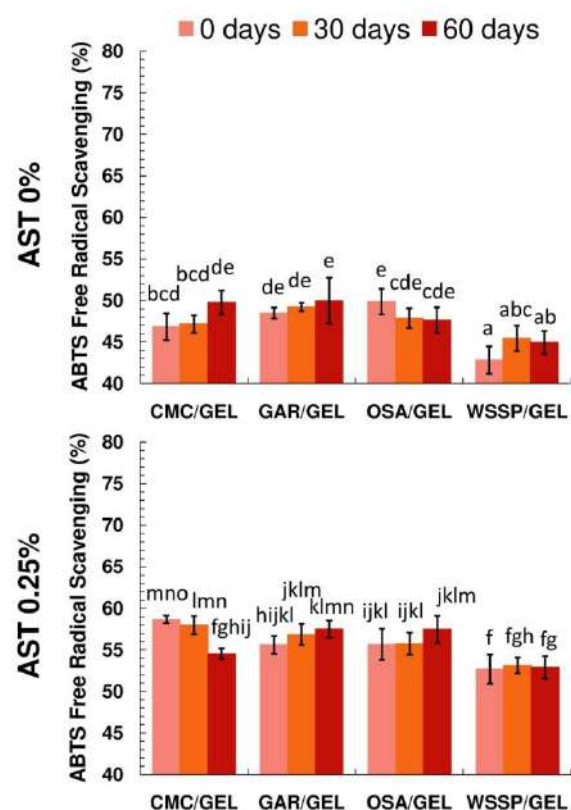 0 days 30 days 60 days
AST 0%
ABTS Free Radical Scavenging (%)
80
75
70
65
60
55
50
45
40
bcd bcd de de de e e cde cde a abc ab
CMC/GEL GAR/GEL OSA/GEL WSSP/GEL
AST 0.25%
ABTS Free Radical Scavenging (%)
80
75
70
65
60
55
50
45
40
mno lmn fghij hijkl jklm klmn ijkl ijkl jklm f fgh fg
CMC/GEL GAR/GEL OSA/GEL WSSP/GEL